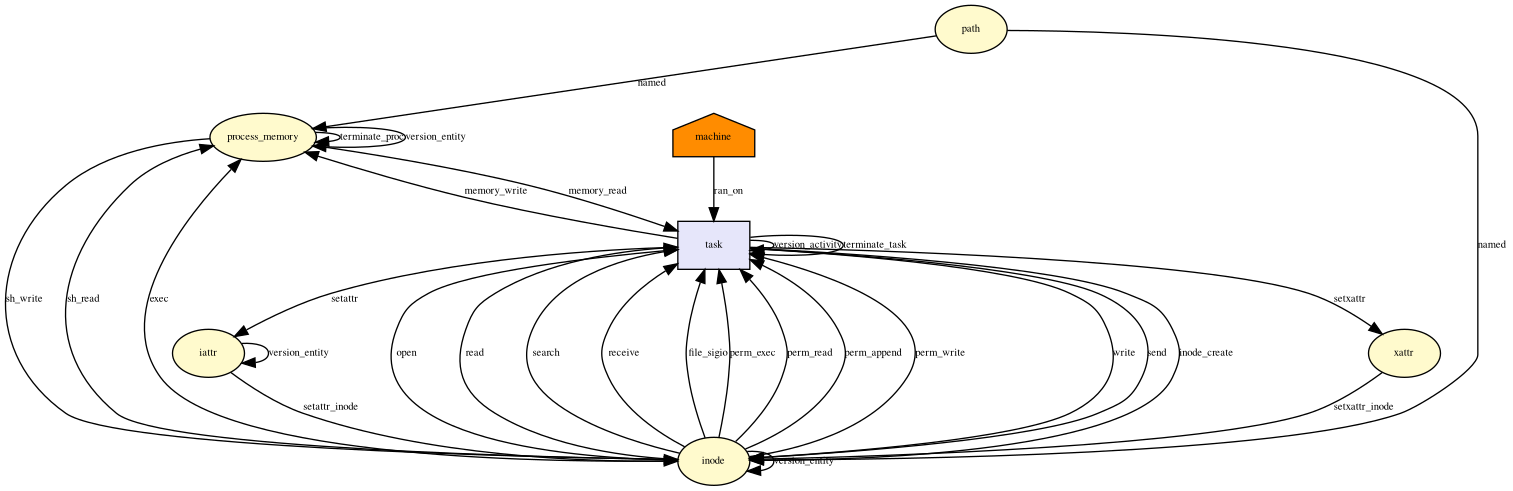 path
named
process_memory
terminate_proc
version_entity
machine
memory_write
memory_read
ran_on
task
version_activity
terminate_task
named
sh_write
sh_read
exec
setattr
setxattr
iattr
version_entity
open
read
search
receive
file_sigio
perm_exec
perm_read
perm_append
perm_write
write
send
inode_create
xattr
setattr_inode
setxattr_inode
inode
version_entity